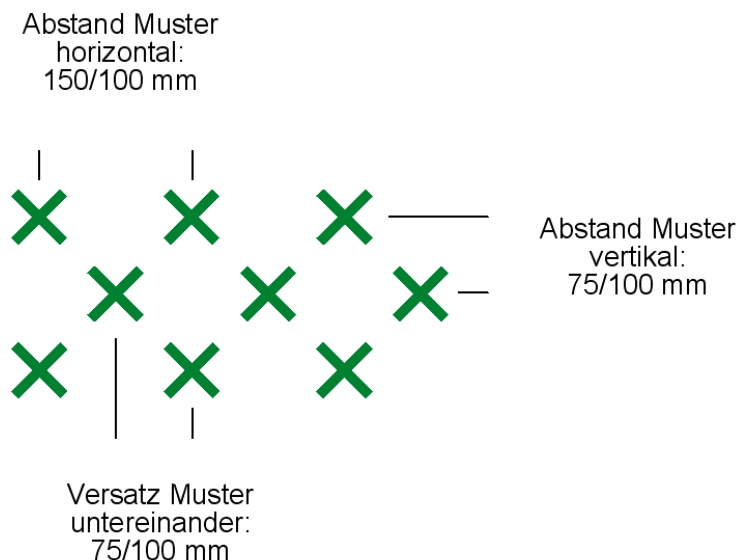 Abstand Muster
horizontal:
150/100 mm
Abstand Muster
vertikal:
75/100 mm
Versatz Muster
untereinander:
75/100 mm